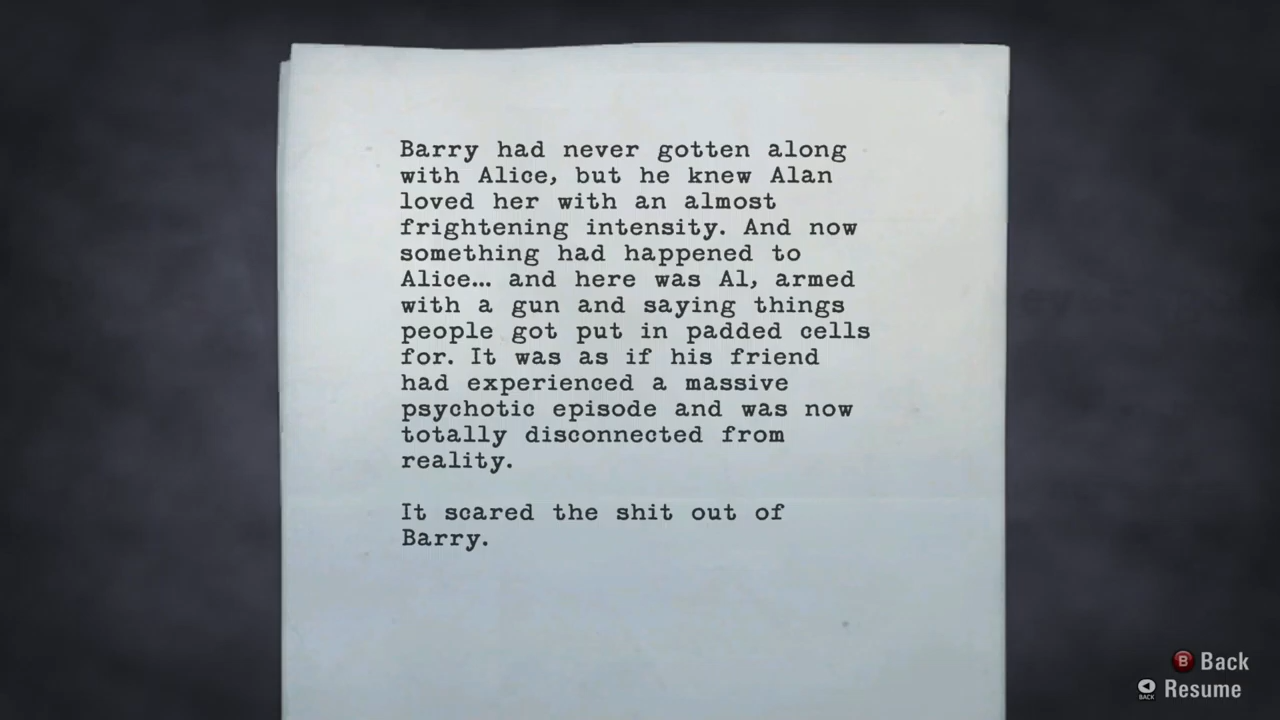 Barry had never gotten along
with Alice, but he knew Alan
loved her with an almost
frightening intensity. And now
something had happened to
Alice… and here was Al, armed
with a gun and saying things
people got put in padded cells
for. It was as if his friend
had experienced a massive
psychotic episode and was now
totally disconnected from
reality.
It scared the shit out of
Barry.
B Back
BACK Resume